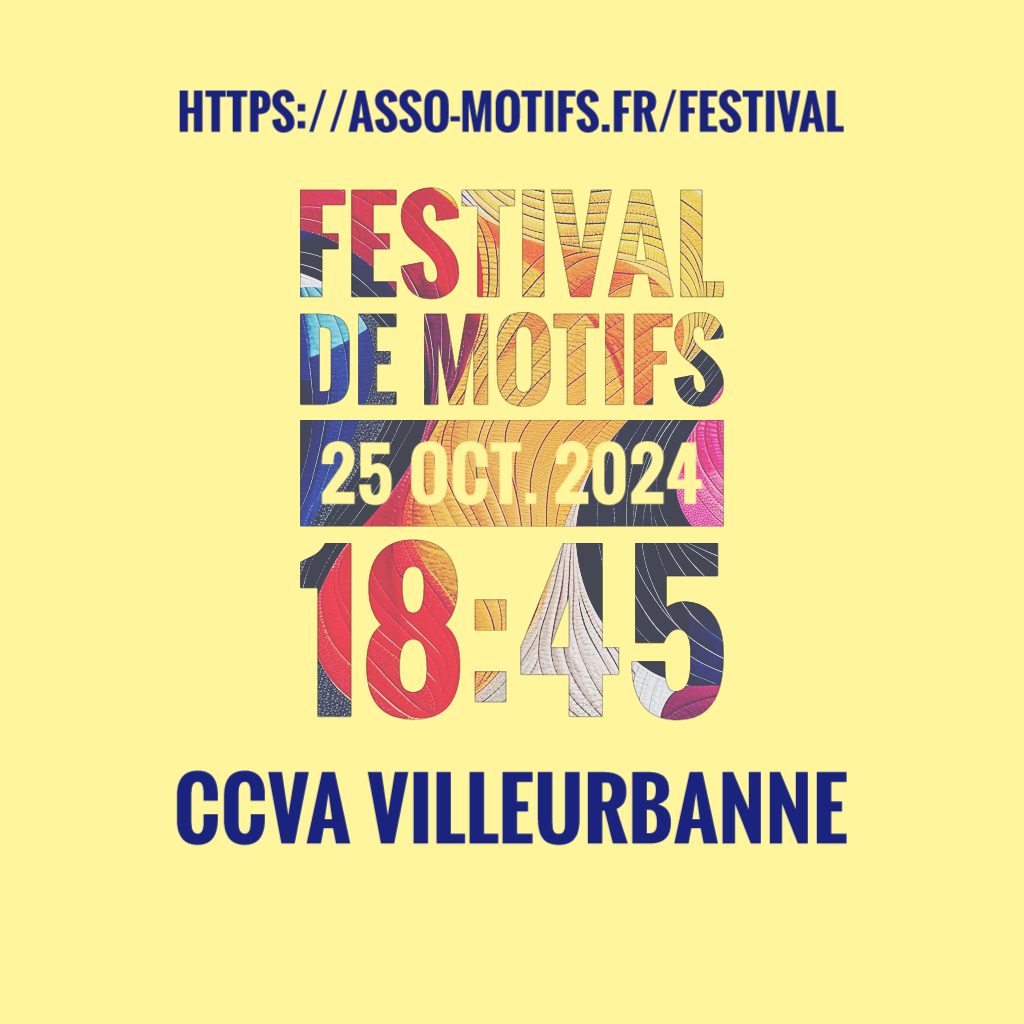 HTTPS://ASSO-MOTIFS.FR/FESTIVAL
FESTIVAL
DE MOTIFS
25 OCT. 2024
18:45
CCVA VILLEURBANNE